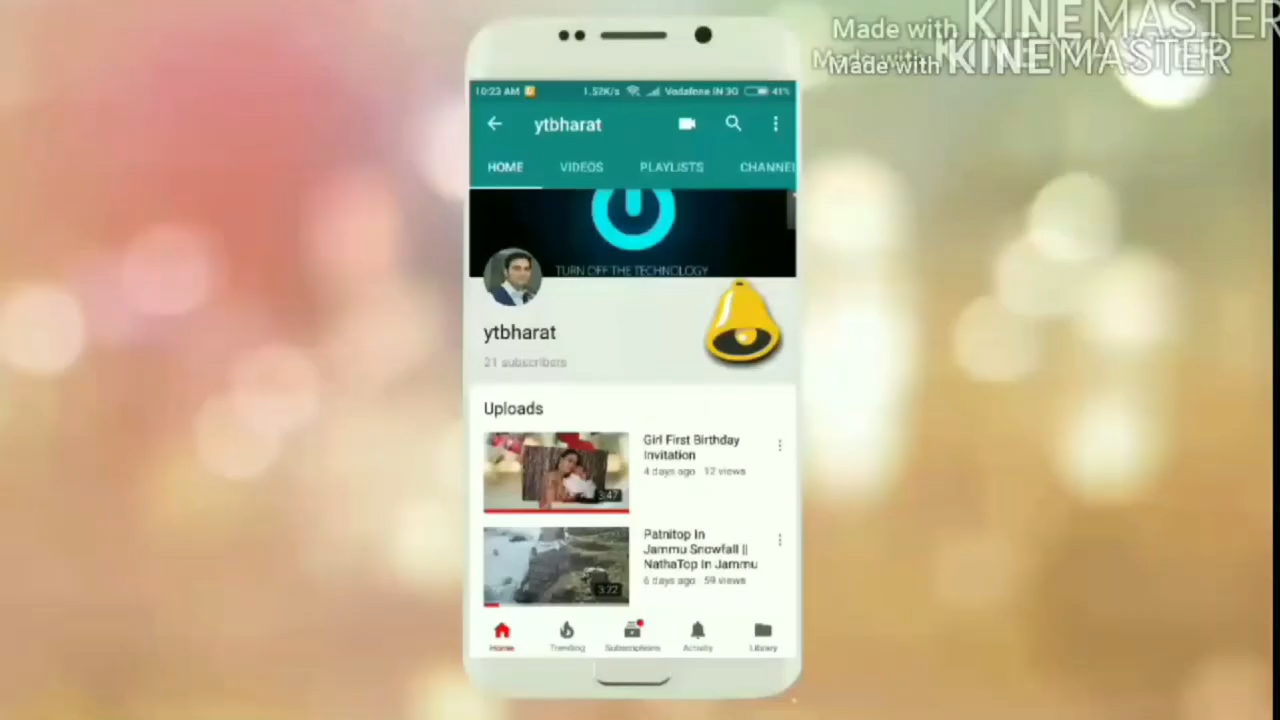 Made with KINEMASTER
Made with KINEMASTER
10:23 AM 1.52K/s Vodafone IN 3G 41%
ytbharat
HOME VIDEOS PLAYLISTS CHANNEL
TURN OFF THE TECHNOLOGY
ytbharat
21 subscribers
Uploads
Girl First Birthday
Invitation
4 days ago 12 views
3:47
Patnitop In
Jammu Snowfall ||
NathaTop In Jammu
6 days ago 59 views
3:22
Home Trending Subscriptions Activity Library